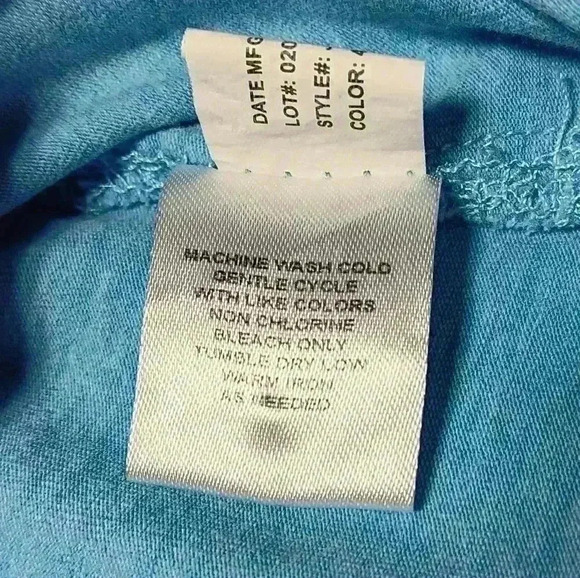 DATE MFG
LOT#: 020
STYLE#:
COLOR: 4
MACHINE WASH COLD
GENTLE CYCLE
WITH LIKE COLORS
NON CHLORINE
BLEACH ONLY
TUMBLE DRY LOW
WARM IRON
AS NEEDED